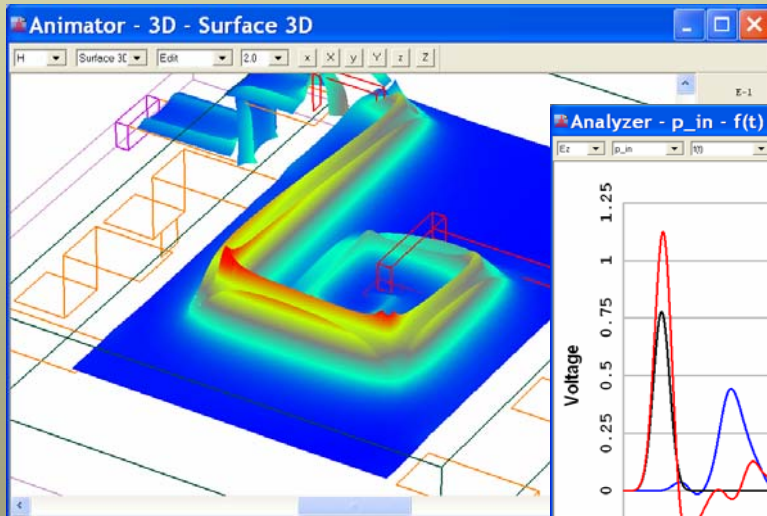 Animator - 3D - Surface 3D
H Surface 3D Edit 2.0 x X y Y z Z
E-1
Analyzer - p_in - f(t)
Ez p_in f(t)
1.25
1
0.75
0.5
0.25
0
Voltage